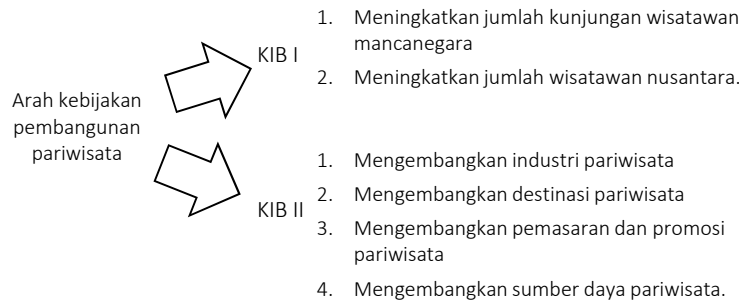 Arah kebijakan
pembangunan
pariwisata
KIB I
1. Meningkatkan jumlah kunjungan wisatawan
mancanegara
2. Meningkatkan jumlah wisatawan nusantara.
KIB II
1. Mengembangkan industri pariwisata
2. Mengembangkan destinasi pariwisata
3. Mengembangkan pemasaran dan promosi
pariwisata
4. Mengembangkan sumber daya pariwisata.